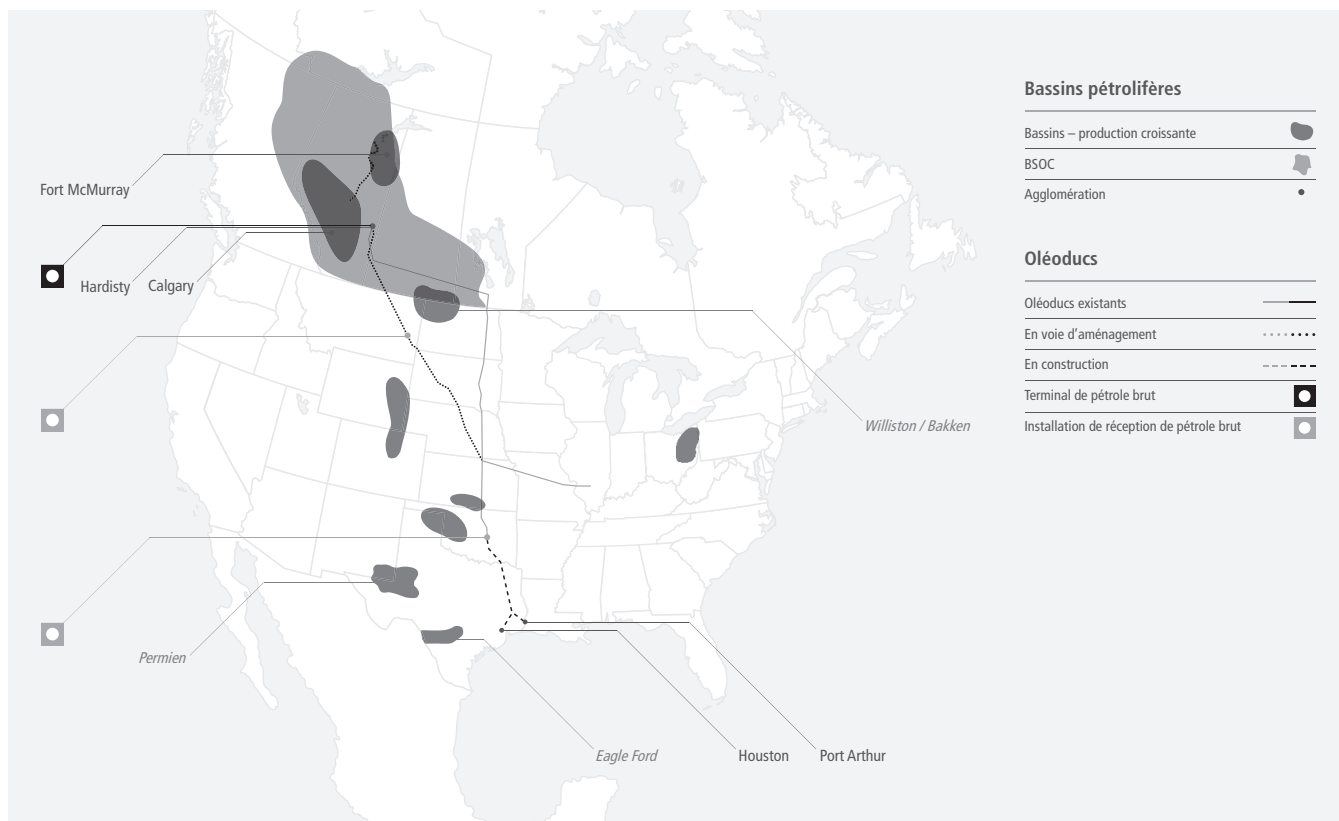 Bassins pétrolifères
Bassins – production croissante
BSOC
Agglomération
Oléoducs
Oléoducs existants
En voie d'aménagement
En construction
Terminal de pétrole brut
Installation de réception de pétrole brut
Fort McMurray
Hardisty
Calgary
Williston / Bakken
Permien
Eagle Ford
Houston
Port Arthur